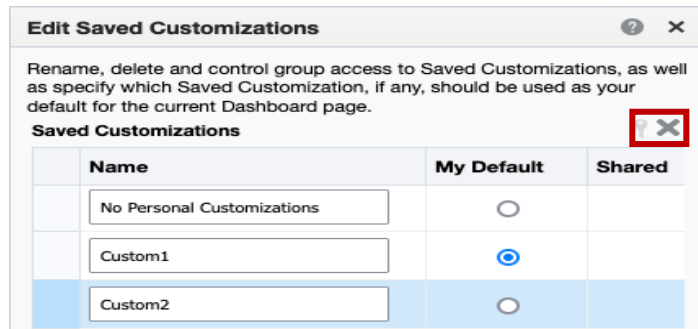 Edit Saved Customizations
Rename, delete and control group access to Saved Customizations, as well
as specify which Saved Customization, if any, should be used as your
default for the current Dashboard page.
Saved Customizations
Name My Default Shared
No Personal Customizations
Custom1
Custom2